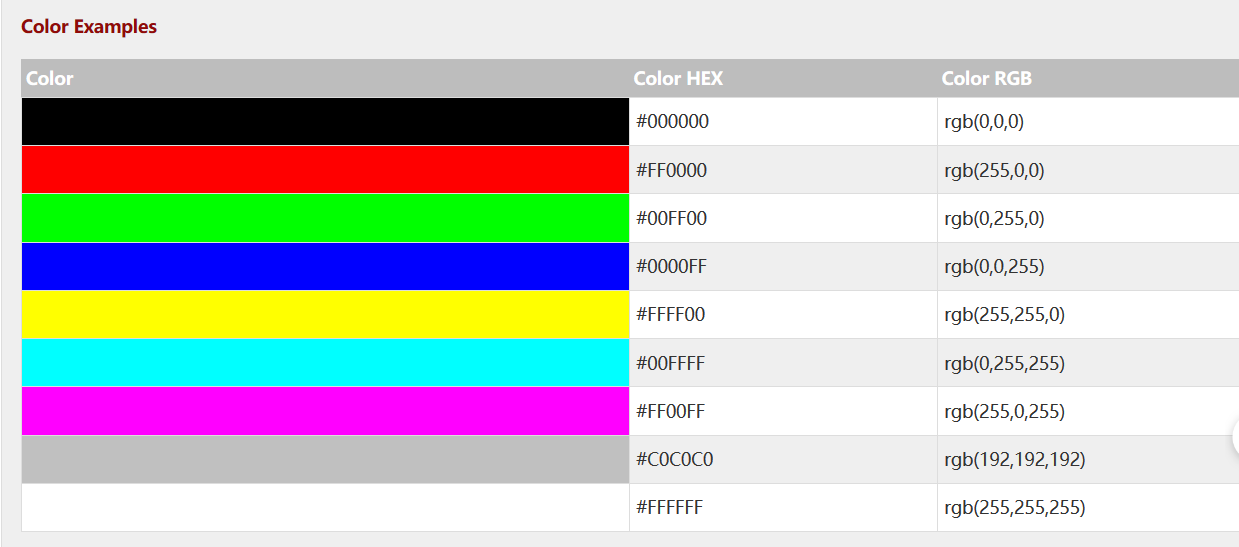 Color Examples
Color Color HEX Color RGB
#000000 rgb(0,0,0)
#FF0000 rgb(255,0,0)
#00FF00 rgb(0,255,0)
#0000FF rgb(0,0,255)
#FFFF00 rgb(255,255,0)
#00FFFF rgb(0,255,255)
#FF00FF rgb(255,0,255)
#C0C0C0 rgb(192,192,192)
#FFFFFF rgb(255,255,255)